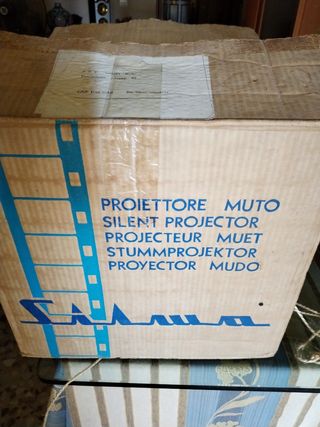 PROIETTORE MUTO
SILENT PROJECTOR
PROJECTEUR MUET
STUMMPROJEKTOR
PROYECTOR MUDO
Silma